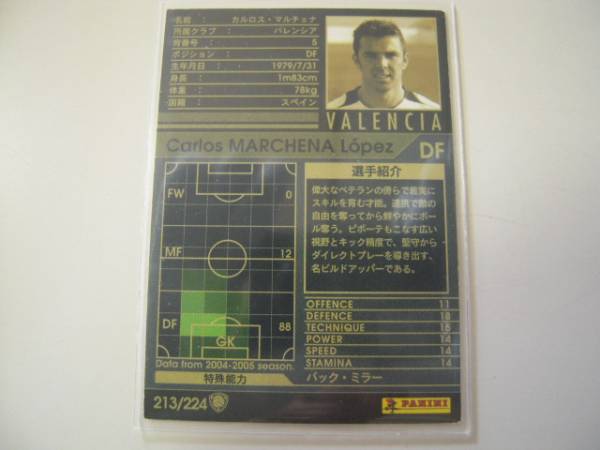 名前 : カルロス・マルチェナ
所属クラブ : バレンシア
背番号 : 5
ポジション : DF
生年月日 : 1979/7/31
身長 : 1m83cm
体重 : 78kg
国籍 : スペイン
VALENCIA
Carlos MARCHENA López DF
FW 0
MF 12
DF 88
GK
Data from 2004-2005 season.
選手紹介
偉大なベテランの傍らで着実に
スキルを育む才能。連携で敵の
自由を奪ってから鮮やかにボー
ル奪う。ピボーテもこなす広い
視野とキック精度で、堅守から
ダイレクトプレーを導き出す、
名ビルドアッパーである。
OFFENCE 11
DEFENCE 18
TECHNIQUE 15
POWER 14
SPEED 14
STAMINA 14
特殊能力 バック・ミラー
213/224
PANINI